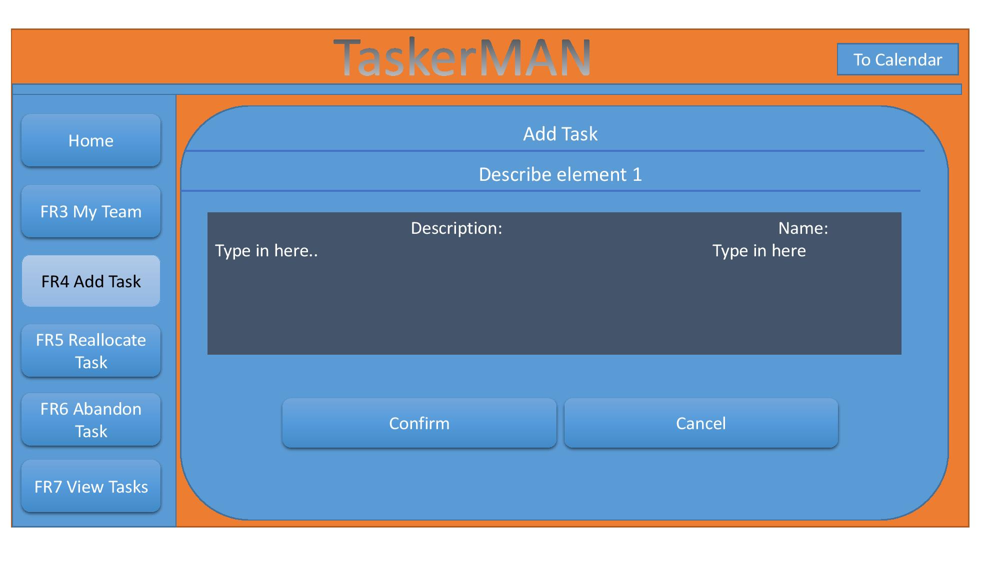 TaskerMAN
To Calendar
Home
FR3 My Team
FR4 Add Task
FR5 Reallocate
Task
FR6 Abandon
Task
FR7 View Tasks
Add Task
Describe element 1
Description: Name:
Type in here.. Type in here
Confirm Cancel